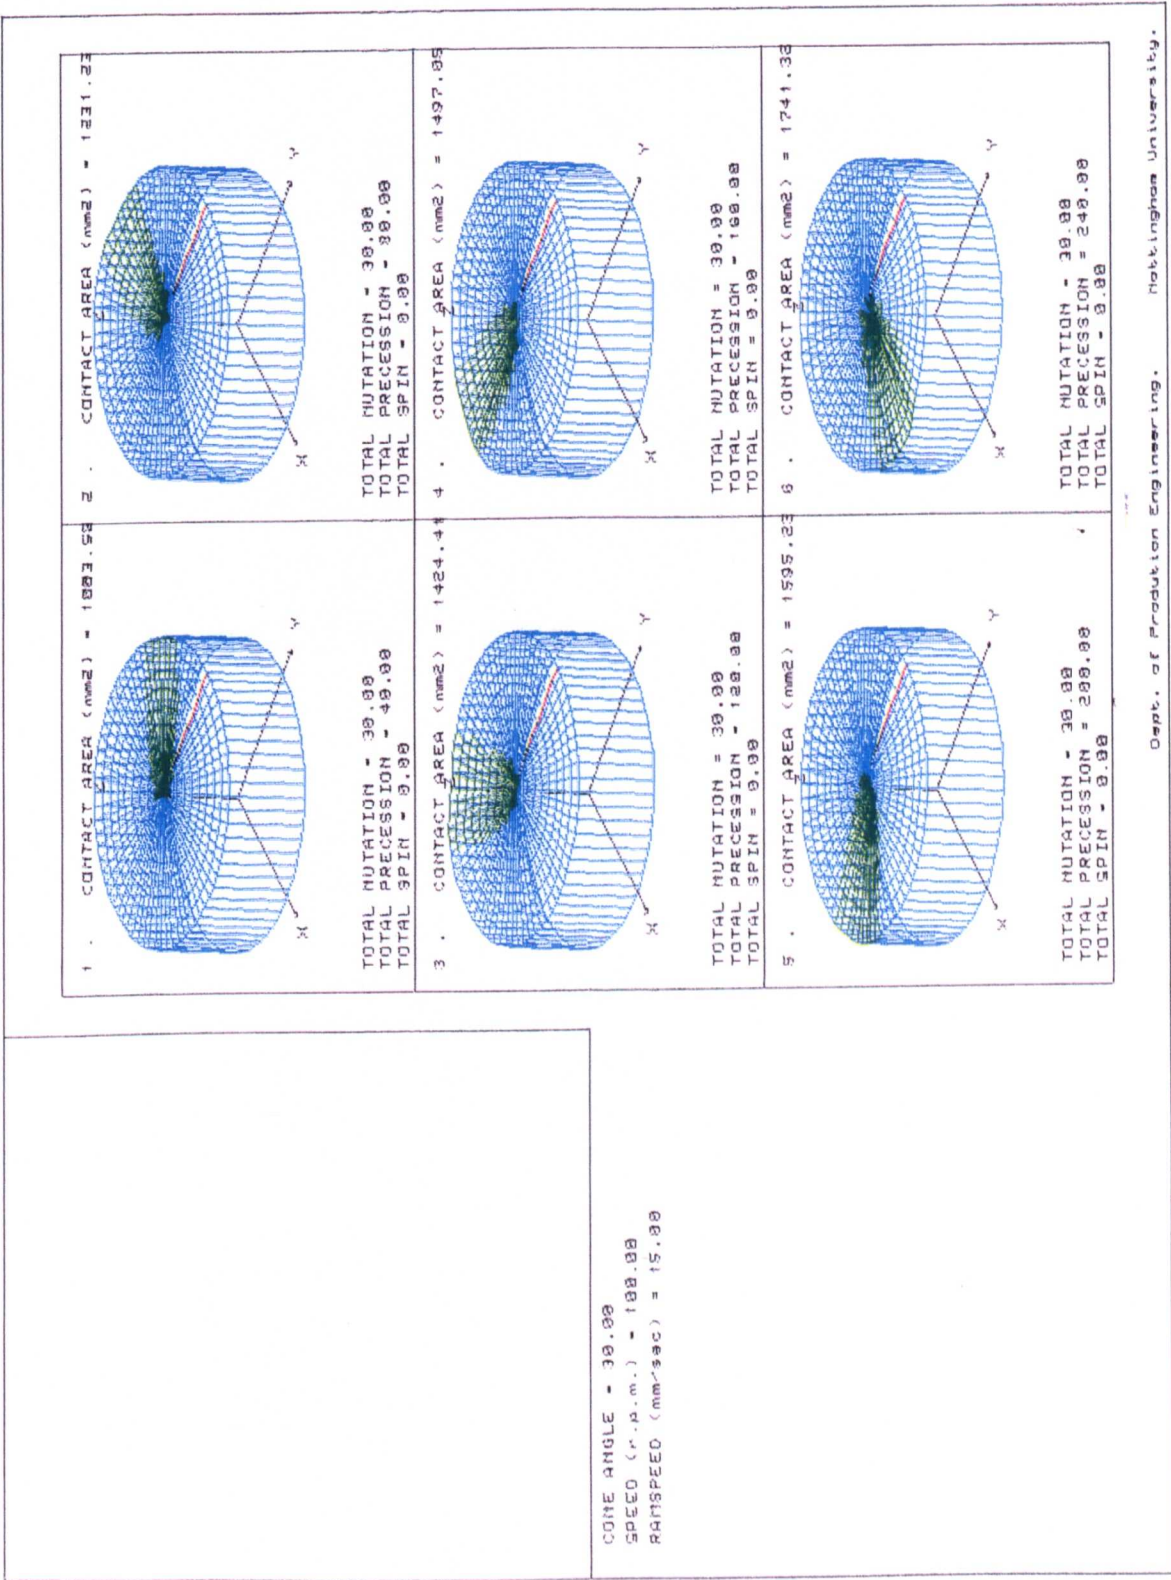 1 . CONTACT AREA (mm2) = 1003.58
Z
X
Y
TOTAL NUTATION = 30.00
TOTAL PRECESSION = 40.00
TOTAL SPIN = 0.00
2 . CONTACT AREA (mm2) = 1231.23
Z
X
Y
TOTAL NUTATION = 30.00
TOTAL PRECESSION = 80.00
TOTAL SPIN = 0.00
3 . CONTACT AREA (mm2) = 1424.41
Z
X
Y
TOTAL NUTATION = 30.00
TOTAL PRECESSION = 120.00
TOTAL SPIN = 0.00
4 . CONTACT AREA (mm2) = 1497.05
Z
X
Y
TOTAL NUTATION = 30.00
TOTAL PRECESSION = 160.00
TOTAL SPIN = 0.00
5 . CONTACT AREA (mm2) = 1595.23
Z
X
Y
TOTAL NUTATION = 30.00
TOTAL PRECESSION = 200.00
TOTAL SPIN = 0.00
6 . CONTACT AREA (mm2) = 1741.38
Z
X
Y
TOTAL NUTATION = 30.00
TOTAL PRECESSION = 240.00
TOTAL SPIN = 0.00
CONE ANGLE = 30.00
SPEED (r.p.m.) = 100.00
RAMSPEED (mm/sec) = 15.00
Dept. of Prodution Engineering. Nottingham University.